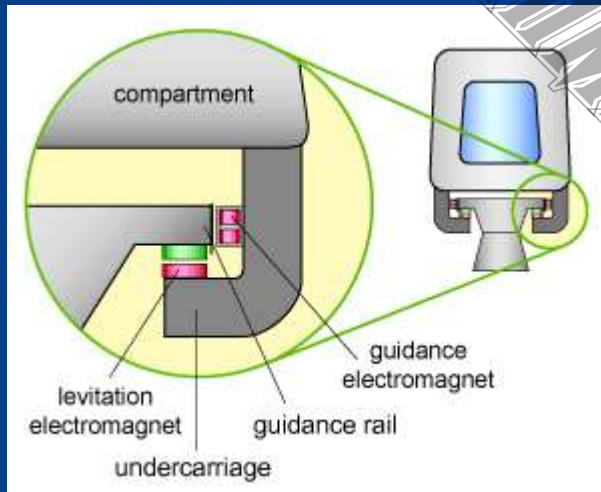 compartment
guidance
electromagnet
levitation
electromagnet
guidance rail
undercarriage